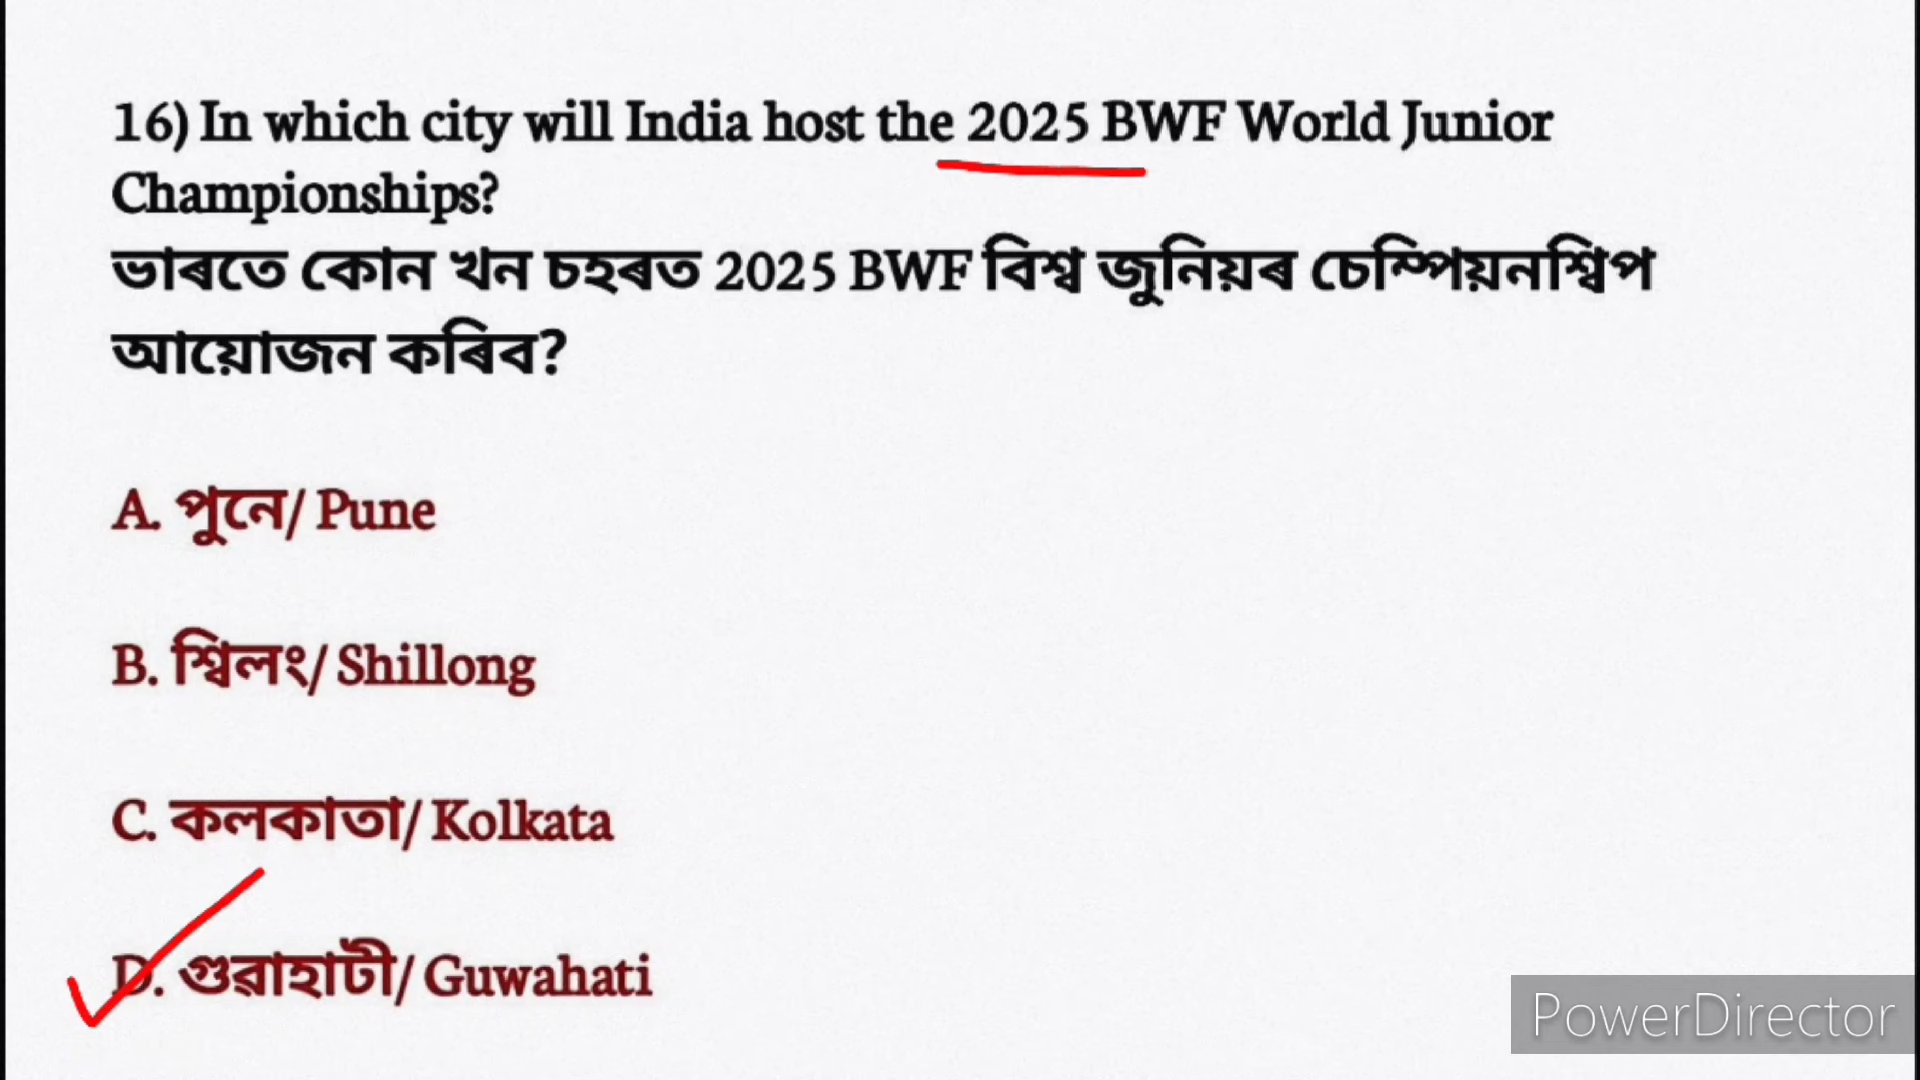 16) In which city will India host the 2025 BWF World Junior
Championships?
ভাৰতে কোন খন চহৰত 2025 BWF বিশ্ব জুনিয়ৰ চেম্পিয়নশ্বিপ
আয়োজন কৰিব?
A. পুনে/ Pune
B. শ্বিলং/ Shillong
C. কলকাতা/ Kolkata
D. গুৱাহাটী/ Guwahati
PowerDirector